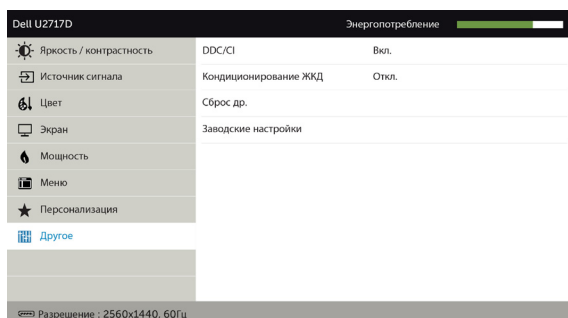 Dell U2717D
Энергопотребление
Яркость / контрастность
DDC/CI Вкл.
Источник сигнала
Кондиционирование ЖКД Откл.
Цвет
Сброс др.
Экран
Заводские настройки
Мощность
Меню
Персонализация
Другое
Разрешение : 2560x1440, 60Гц